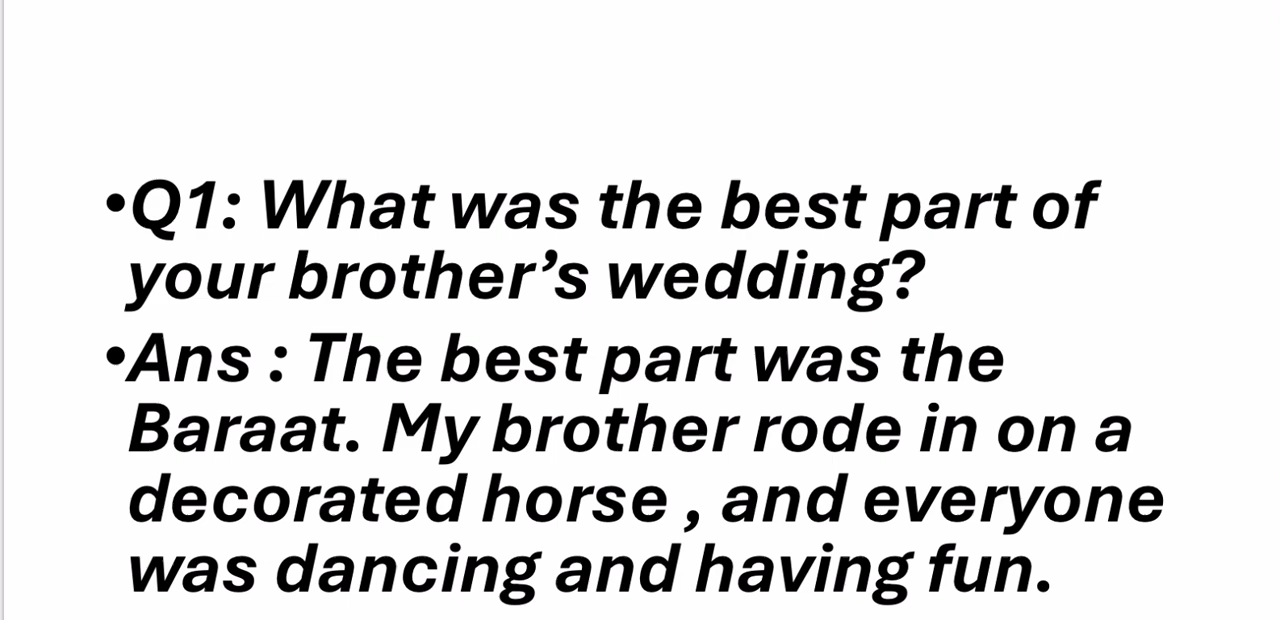 •Q1: What was the best part of
your brother’s wedding?
•Ans : The best part was the
Baraat. My brother rode in on a
decorated horse , and everyone
was dancing and having fun.